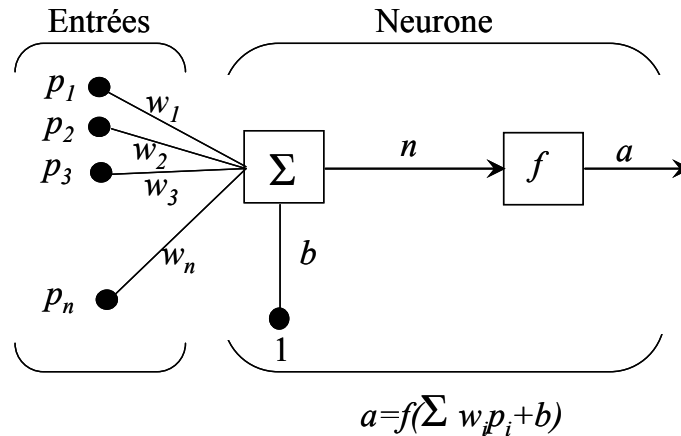 Entrées
Neurone
p1
w1
p2
w2
p3
w3
Σ
n
f
a
wn
b
pn
1
a=f(Σ wipi+b)